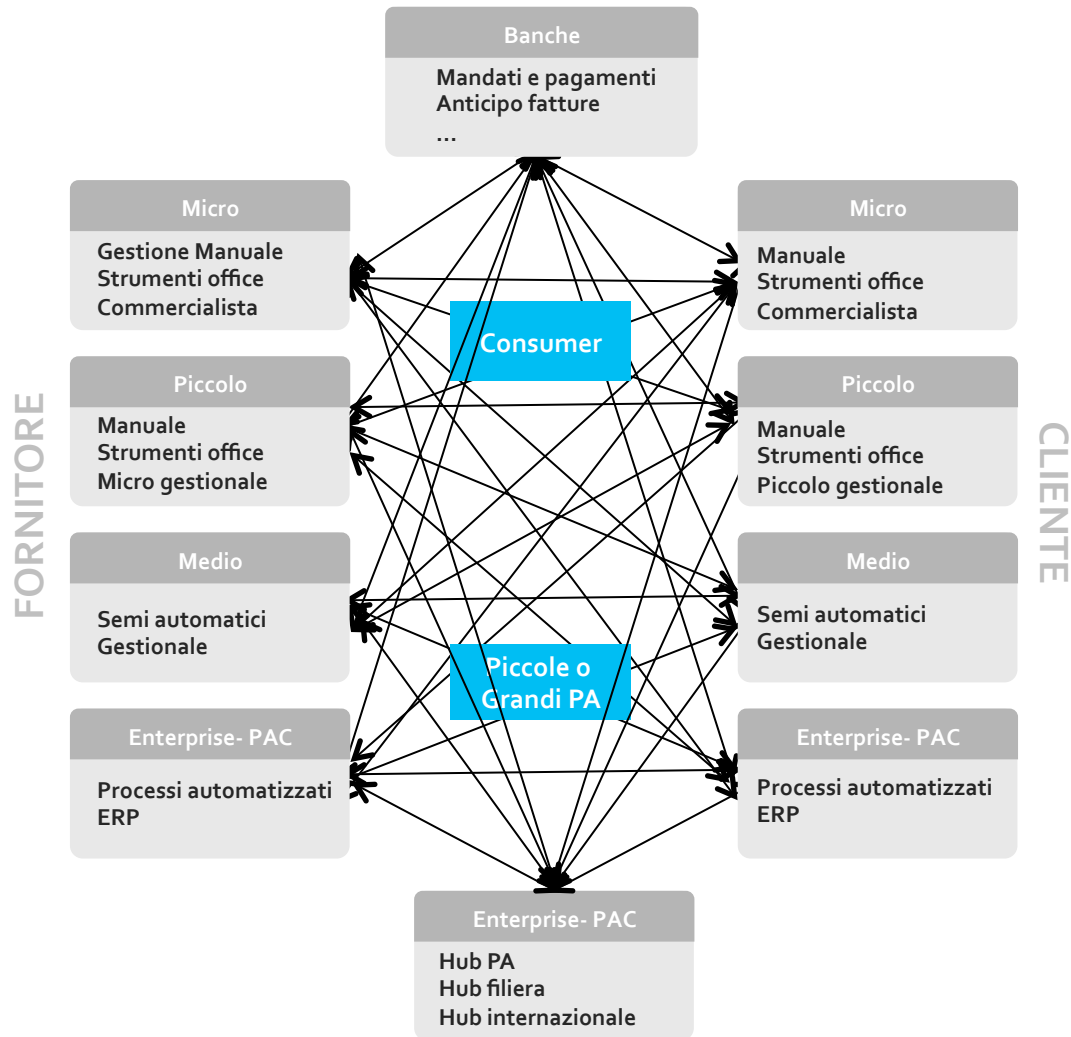 Banche
Mandati e pagamenti
Anticipo fatture
...
FORNITORE
Micro
Gestione Manuale
Strumenti office
Commercialista
Piccolo
Manuale
Strumenti office
Micro gestionale
Medio
Semi automatici
Gestionale
Enterprise- PAC
Processi automatizzati
ERP
Consumer
Piccole o
Grandi PA
Micro
Manuale
Strumenti office
Commercialista
Piccolo
Manuale
Strumenti office
Piccolo gestionale
Medio
Semi automatici
Gestionale
Enterprise- PAC
Processi automatizzati
ERP
CLIENTE
Enterprise- PAC
Hub PA
Hub filiera
Hub internazionale